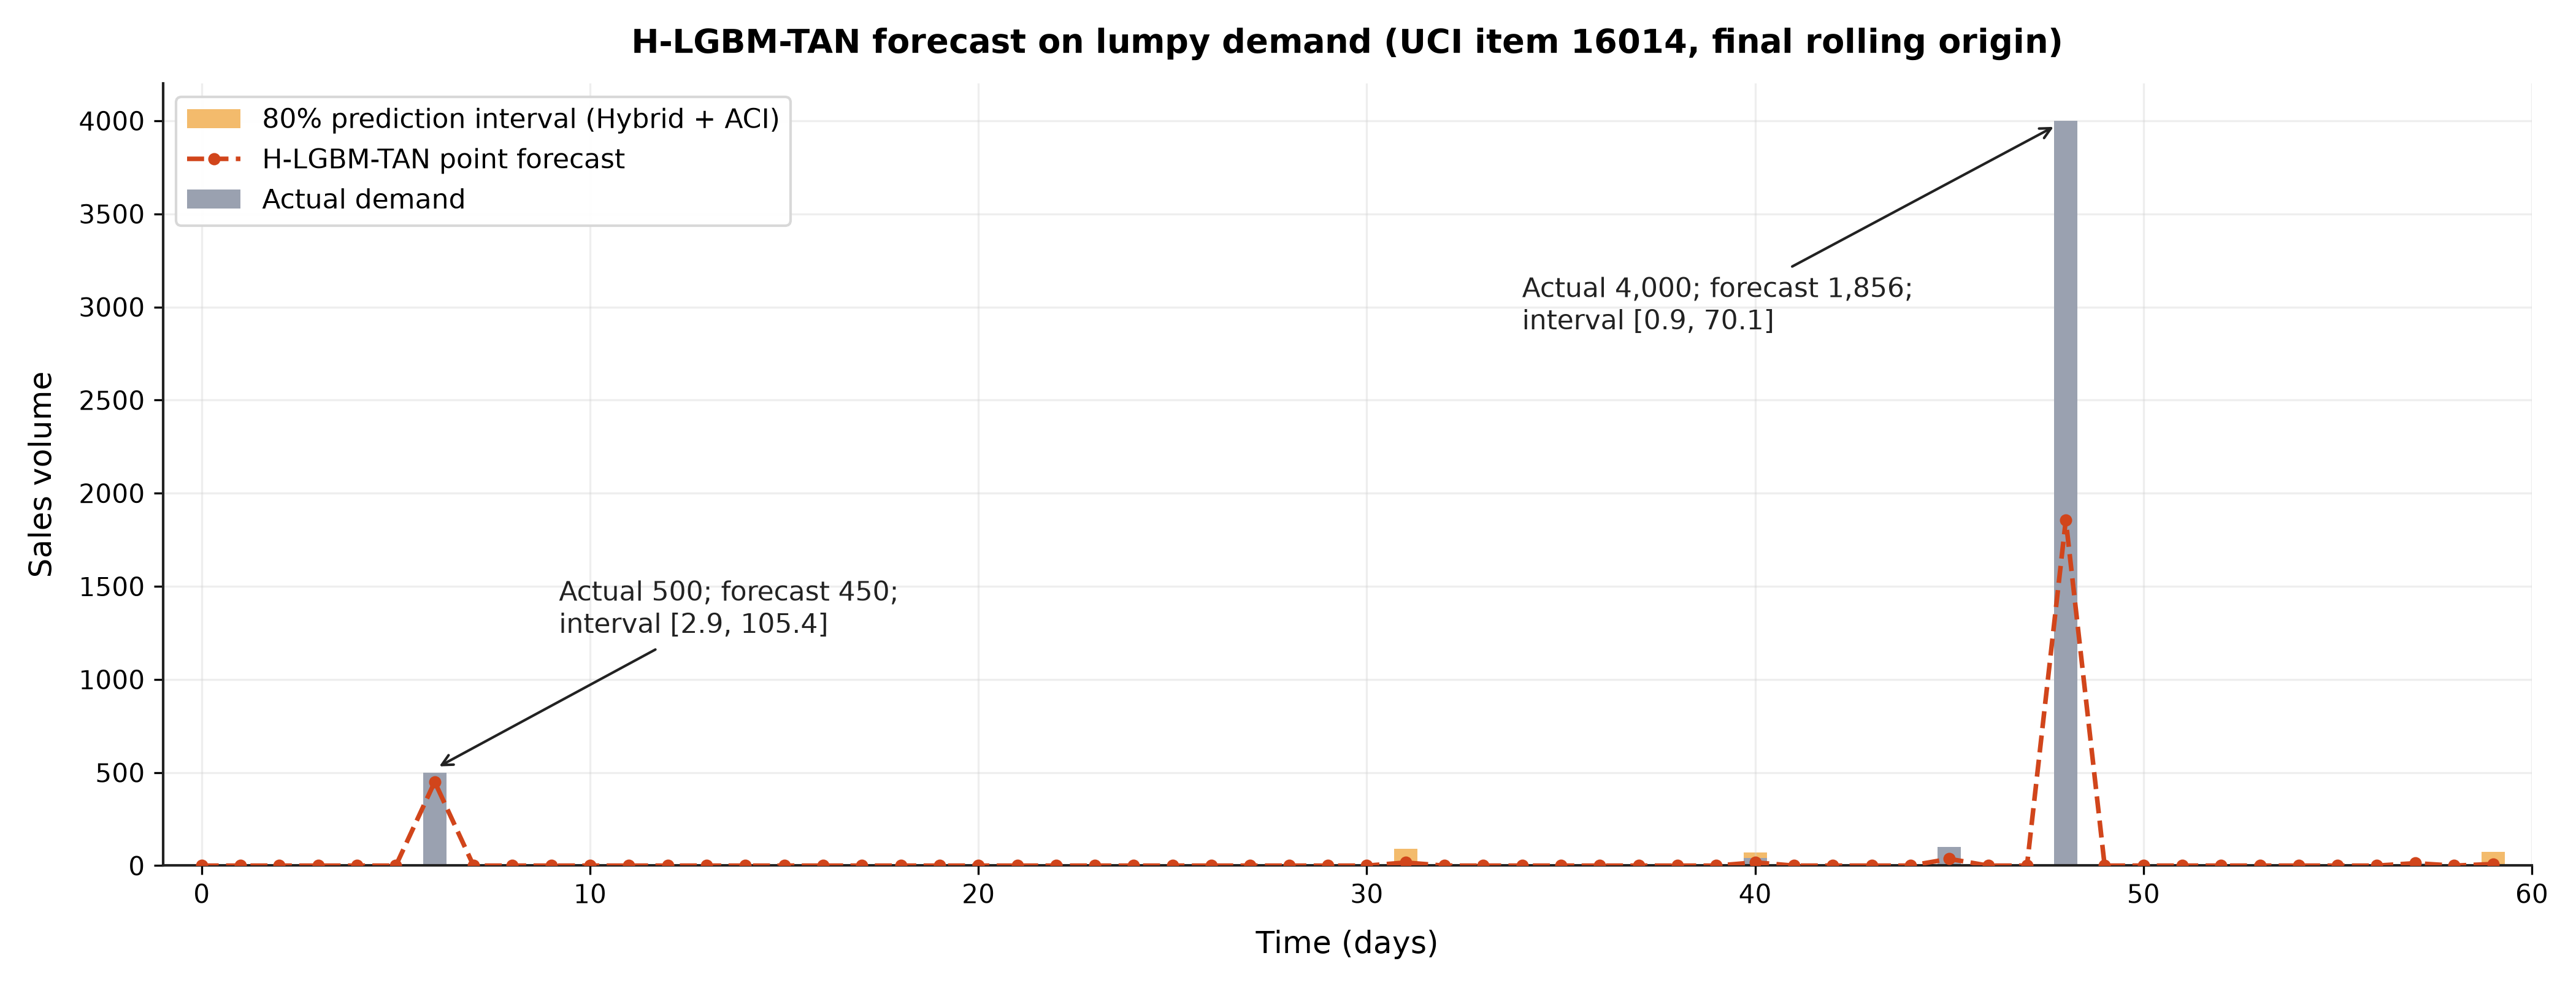 H-LGBM-TAN forecast on lumpy demand (UCI item 16014, final rolling origin)
80% prediction interval (Hybrid + ACI)
H-LGBM-TAN point forecast
Actual demand
Actual 4,000; forecast 1,856;
interval [0.9, 70.1]
Actual 500; forecast 450;
interval [2.9, 105.4]
Sales volume
4000
3500
3000
2500
2000
1500
1000
500
0
0 10 20 30 40 50 60
Time (days)